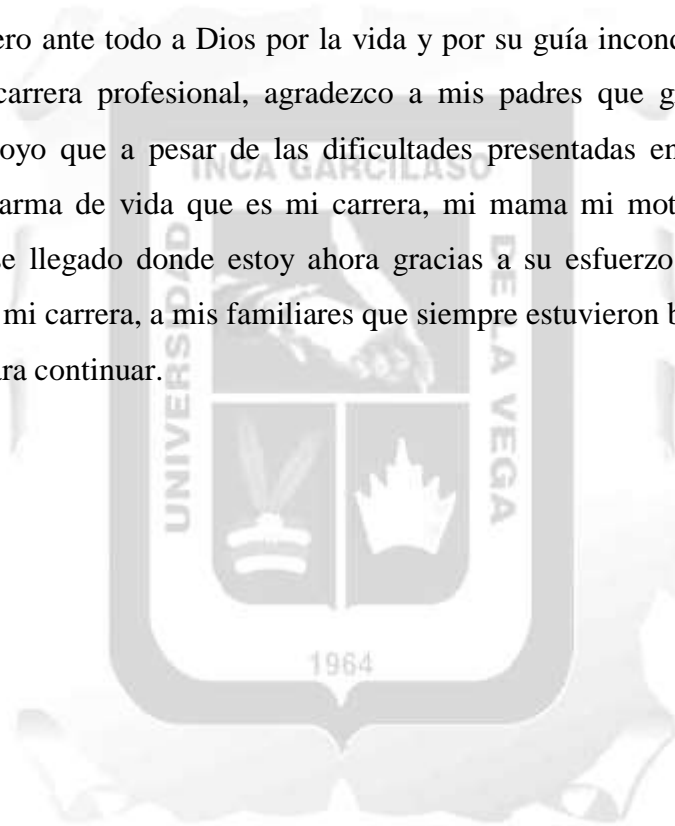 ero ante todo a Dios por la vida y por su guía incond
carrera profesional, agradezco a mis padres que g
oyo que a pesar de las dificultades presentadas en
INCA GARCILASO
arma de vida que es mi carrera, mi mama mi mot
se llegado donde estoy ahora gracias a su esfuerzo
mi carrera, a mis familiares que siempre estuvieron b
ara continuar.
UNIVERSIDAD
DE LA VEGA
1964